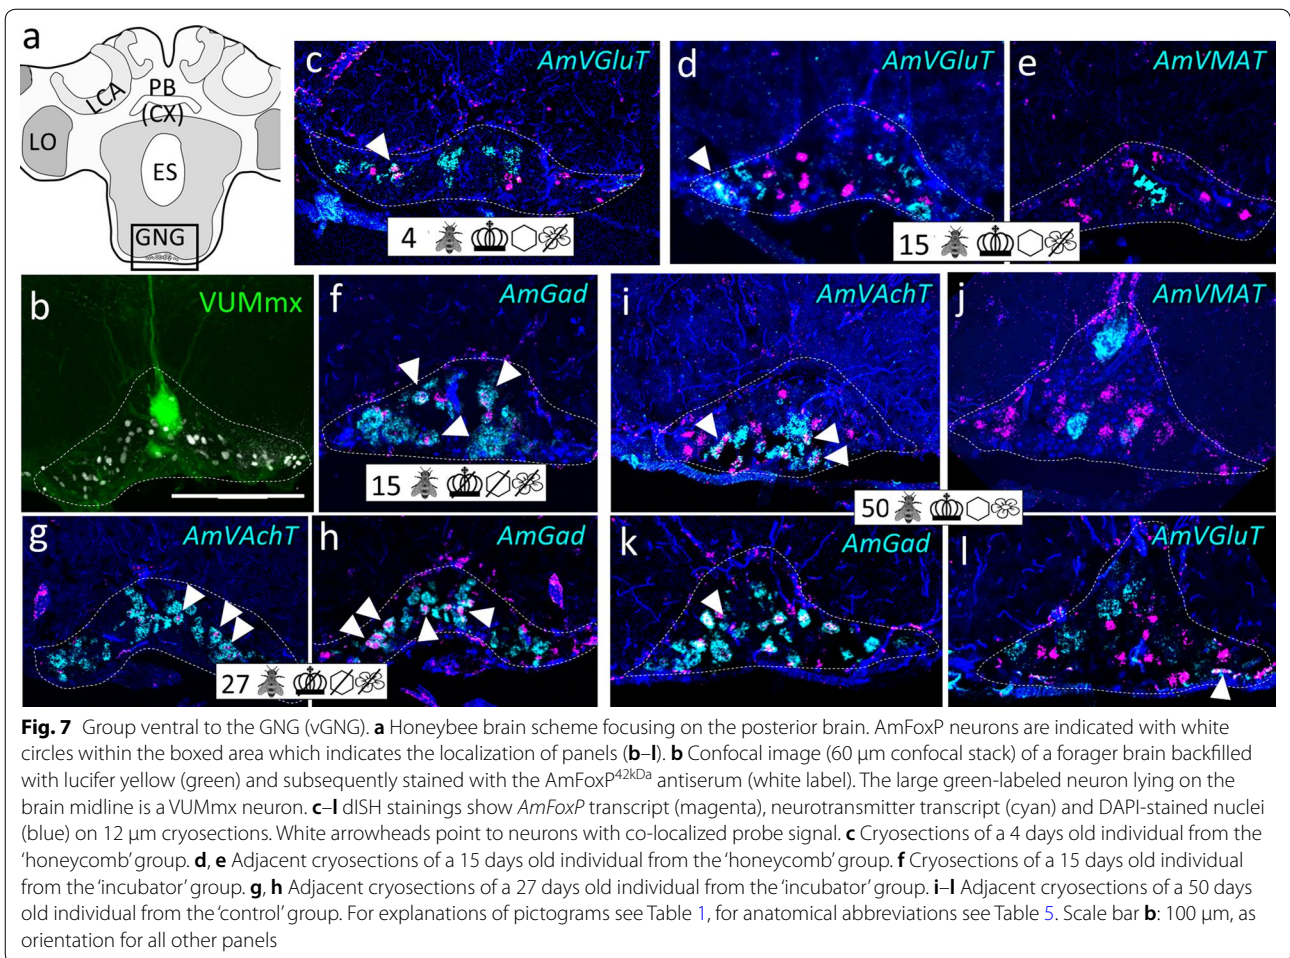 a
LCA
PB
(CX)
LO
ES
GNG
c
AmVGluT
4
d
AmVGluT
e
AmVMAT
15
b
VUMmx
f
AmGad
15
i
AmVAchT
j
AmVMAT
50
g
AmVAchT
h
AmGad
27
k
AmGad
l
AmVGluT
Fig. 7 Group ventral to the GNG (vGNG). a Honeybee brain scheme focusing on the posterior brain. AmFoxP neurons are indicated with white
circles within the boxed area which indicates the localization of panels (b–l). b Confocal image (60 µm confocal stack) of a forager brain backfilled
with lucifer yellow (green) and subsequently stained with the AmFoxP42kDa antiserum (white label). The large green-labeled neuron lying on the
brain midline is a VUMmx neuron. c–l dISH stainings show AmFoxP transcript (magenta), neurotransmitter transcript (cyan) and DAPI-stained nuclei
(blue) on 12 µm cryosections. White arrowheads point to neurons with co-localized probe signal. c Cryosections of a 4 days old individual from the
‘honeycomb’ group. d, e Adjacent cryosections of a 15 days old individual from the ‘honeycomb’ group. f Cryosections of a 15 days old individual
from the ‘incubator’ group. g, h Adjacent cryosections of a 27 days old individual from the ‘incubator’ group. i–l Adjacent cryosections of a 50 days
old individual from the ‘control’ group. For explanations of pictograms see Table 1, for anatomical abbreviations see Table 5. Scale bar b: 100 µm, as
orientation for all other panels